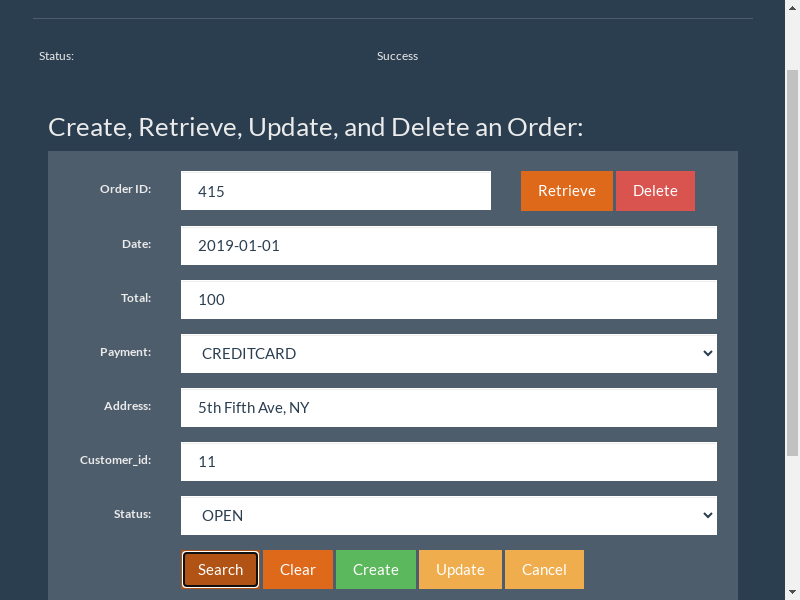 Status: Success
Create, Retrieve, Update, and Delete an Order:
Order ID: 415 Retrieve Delete
Date: 2019-01-01
Total: 100
Payment: CREDITCARD
Address: 5th Fifth Ave, NY
Customer_id: 11
Status: OPEN
Search Clear Create Update Cancel